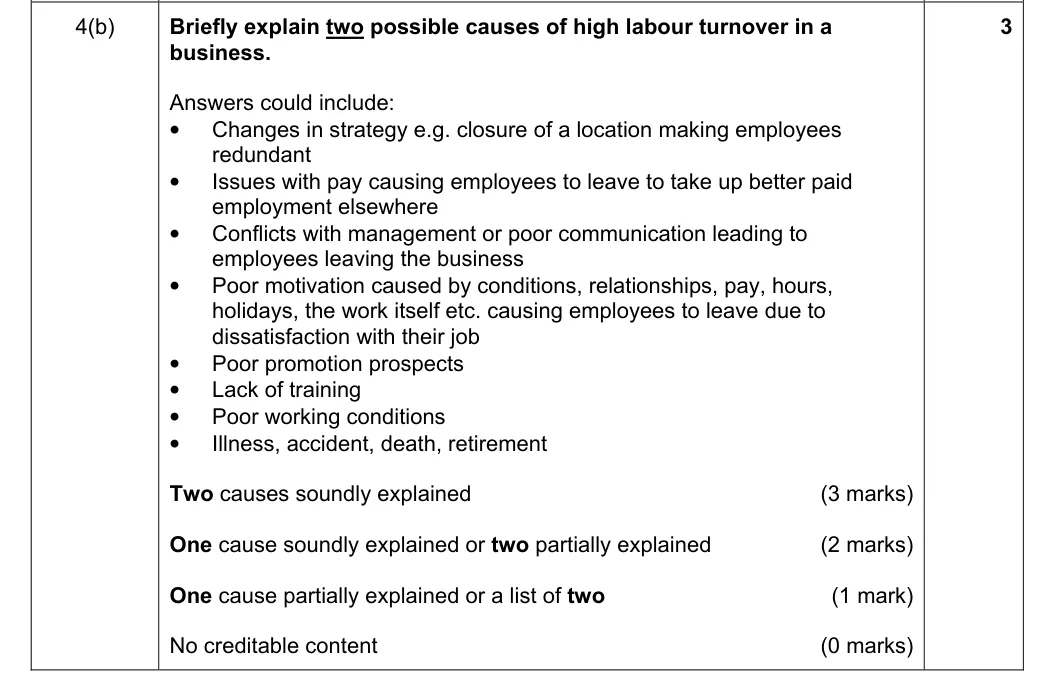 4(b) Briefly explain two possible causes of high labour turnover in a 3
business.
Answers could include:
• Changes in strategy e.g. closure of a location making employees
redundant
• Issues with pay causing employees to leave to take up better paid
employment elsewhere
• Conflicts with management or poor communication leading to
employees leaving the business
• Poor motivation caused by conditions, relationships, pay, hours,
holidays, the work itself etc. causing employees to leave due to
dissatisfaction with their job
• Poor promotion prospects
• Lack of training
• Poor working conditions
• Illness, accident, death, retirement
Two causes soundly explained (3 marks)
One cause soundly explained or two partially explained (2 marks)
One cause partially explained or a list of two (1 mark)
No creditable content (0 marks)